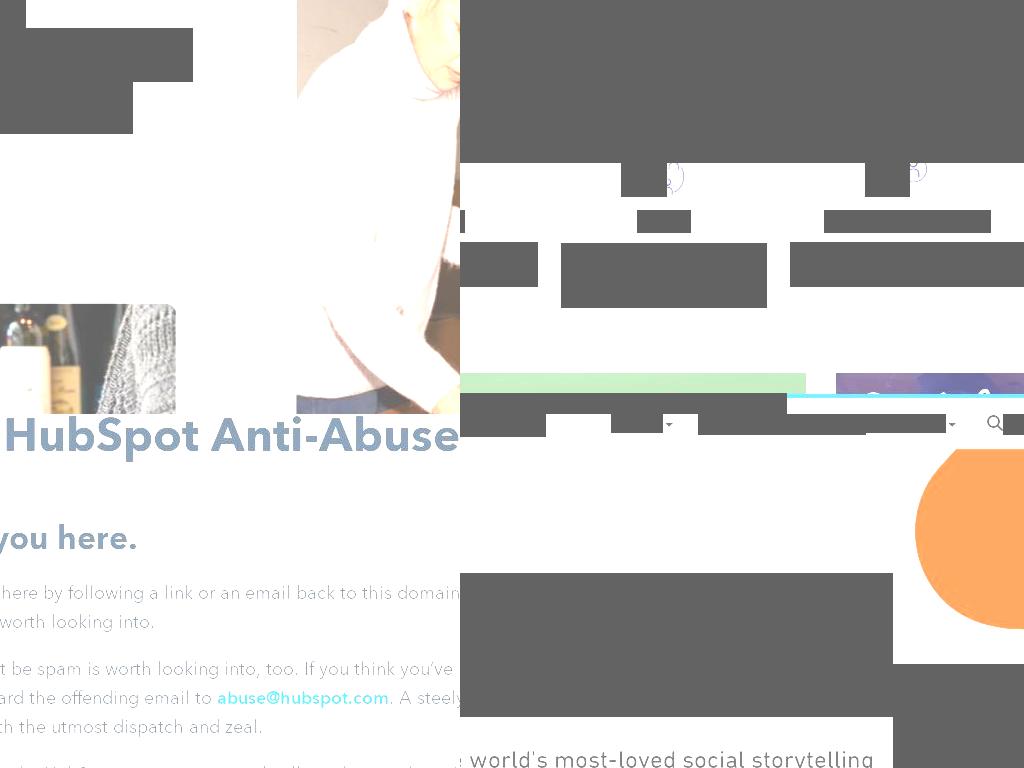 HubSpot Anti-Abuse
you here.
here by following a link or an email back to this domain
worth looking into.
be spam is worth looking into, too. If you think you've
the offending email to abuse@hubspot.com. A steely
the utmost dispatch and zeal.
world's most-loved social storytelling